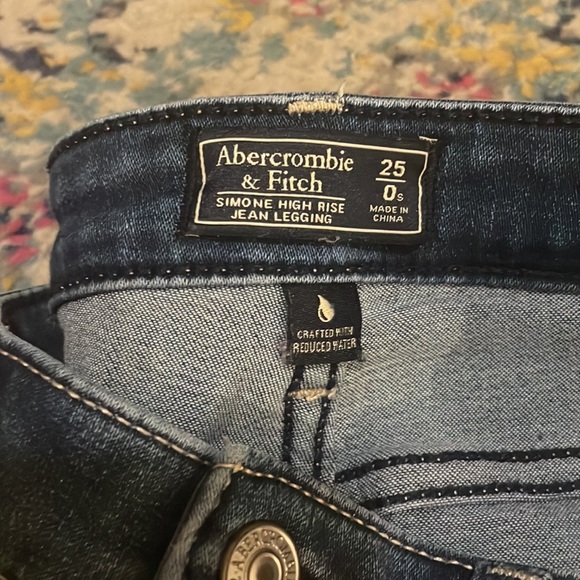 Abercrombie
& Fitch
SIMONE HIGH RISE
JEAN LEGGING
25
0s
MADE IN
CHINA
CRAFTED WITH
REDUCED WATER